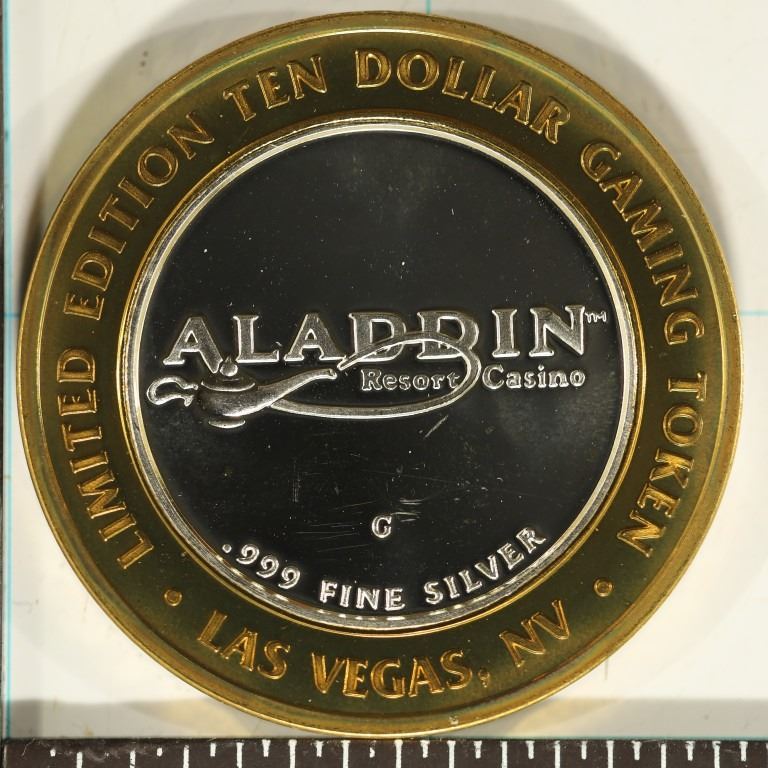 LIMITED EDITION TEN DOLLAR GAMING TOKEN
ALADDIN™
Resort Casino
G
.999 FINE SILVER
• LAS VEGAS, NV •